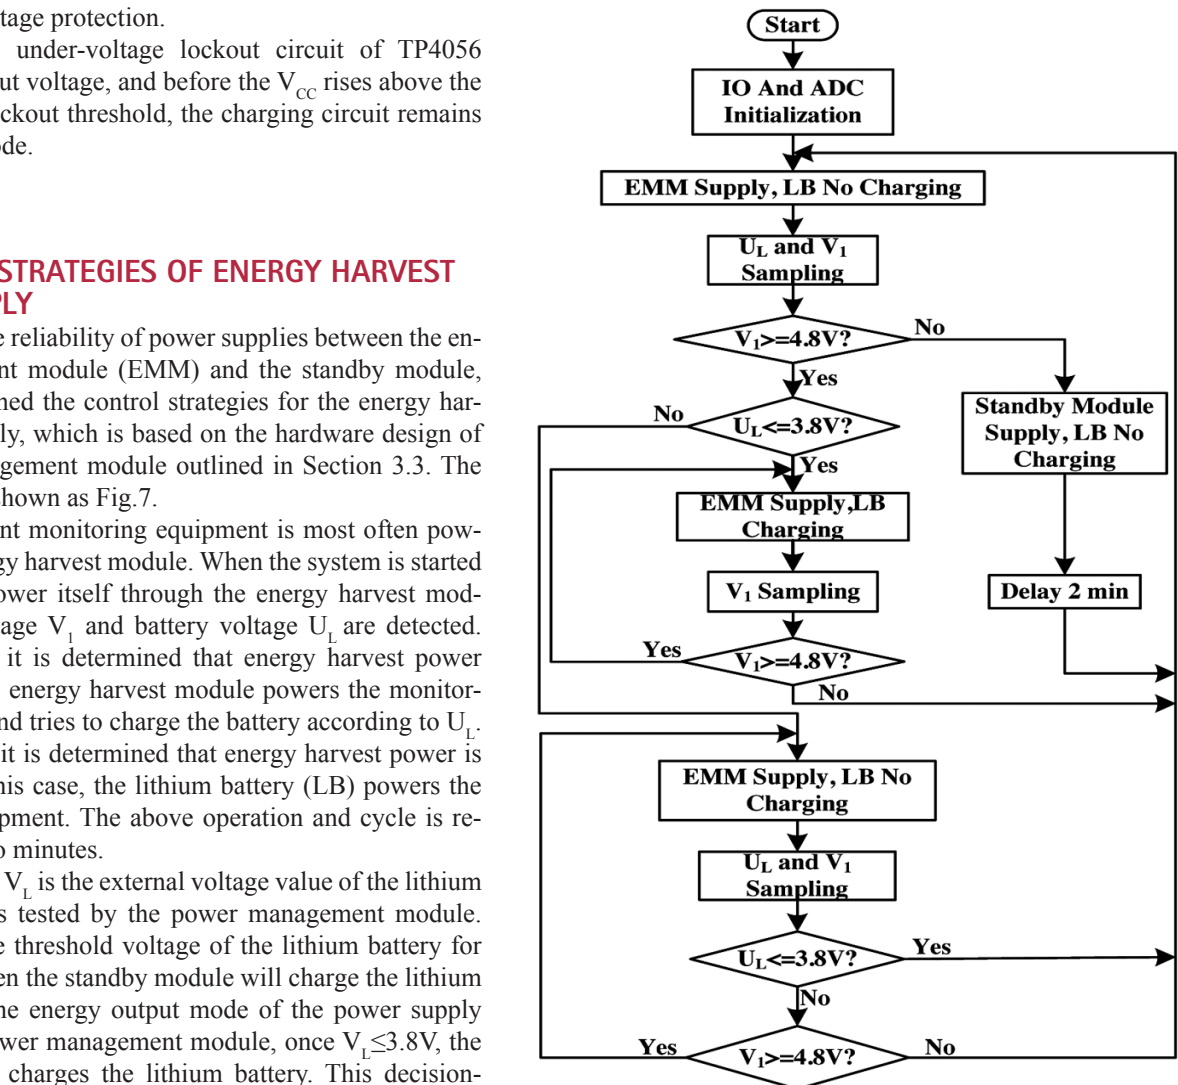 tage protection.
under-voltage lockout circuit of TP4056
ut voltage, and before the VCC rises above the
ckout threshold, the charging circuit remains
de.
STRATEGIES OF ENERGY HARVEST
PLY
e reliability of power supplies between the en-
nt module (EMM) and the standby module,
ned the control strategies for the energy har-
ly, which is based on the hardware design of
gement module outlined in Section 3.3. The
shown as Fig.7.
nt monitoring equipment is most often pow-
gy harvest module. When the system is started
ower itself through the energy harvest mod-
age V1 and battery voltage UL are detected.
it is determined that energy harvest power
energy harvest module powers the monitor-
nd tries to charge the battery according to UL.
it is determined that energy harvest power is
his case, the lithium battery (LB) powers the
ipment. The above operation and cycle is re-
o minutes.
VL is the external voltage value of the lithium
s tested by the power management module.
e threshold voltage of the lithium battery for
en the standby module will charge the lithium
he energy output mode of the power supply
ower management module, once VL≤3.8V, the
charges the lithium battery. This decision-
Start
IO And ADC
Initialization
EMM Supply, LB No Charging
UL and V1
Sampling
V1>=4.8V?
No
Yes
Standby Module
Supply, LB No
Charging
Delay 2 min
UL<=3.8V?
No
Yes
EMM Supply,LB
Charging
V1 Sampling
V1>=4.8V?
Yes
No
EMM Supply, LB No
Charging
UL and V1
Sampling
UL<=3.8V?
Yes
No
V1>=4.8V?
Yes
No